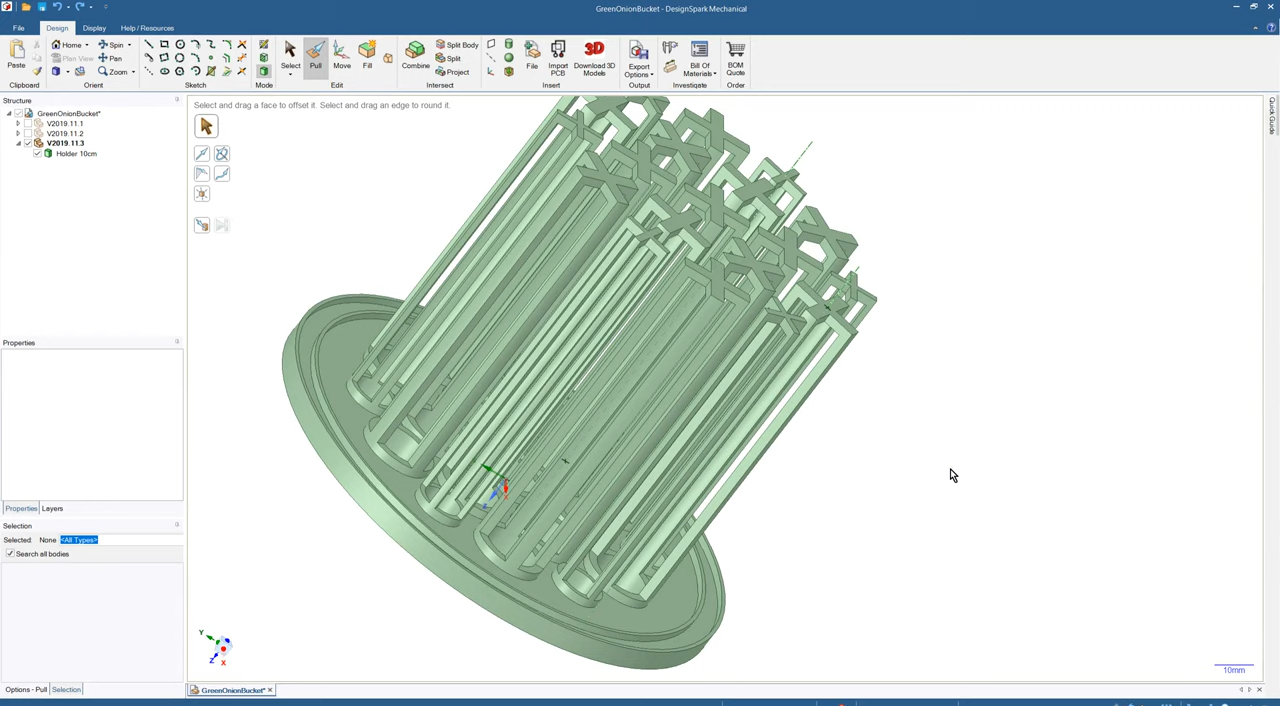 GreenOnionBucket* - DesignSpark Mechanical
File Design Display Help / Resources
Paste
Clipboard
Home
Plan View
Spin
Pan
Zoom
Orient
Sketch
Mode
Select
Pull
Move
Fill
Edit
Combine
Split Body
Split
Project
Intersect
File
Import PCB
3D
Download 3D Models
Insert
Export Options
Output
Bill Of Materials
Investigate
BOM Quote
Order
Structure
GreenOnionBucket*
V2019.11.1
V2019.11.2
V2019.11.3
Holder 10cm
Properties
Properties Layers
Selection
Selected: None <All Types>
Search all bodies
Options - Pull Selection
Select and drag a face to offset it. Select and drag an edge to round it.
Quick Guide
X
Z
Y
Z
X
10mm
GreenOnionBucket*